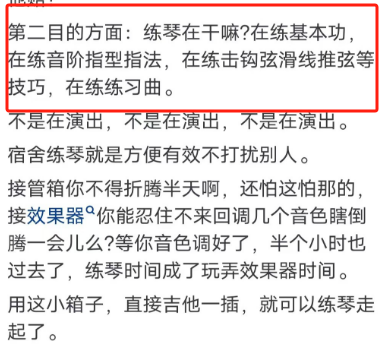 第二目的方面：练琴在干嘛?在练基本功，
在练音阶指型指法，在练击钩弦滑线推弦等
技巧，在练练习曲。
不是在演出，不是在演出，不是在演出。
宿舍练琴就是方便有效不打扰别人。
接管箱你不得折腾半天啊，还怕这怕那的，
接效果器你能忍住不来回调几个音色瞎倒
腾一会儿么?等你音色调好了，半个小时也
过去了，练琴时间成了玩弄效果器时间。
用这小箱子，直接吉他一插，就可以练琴走
起了。